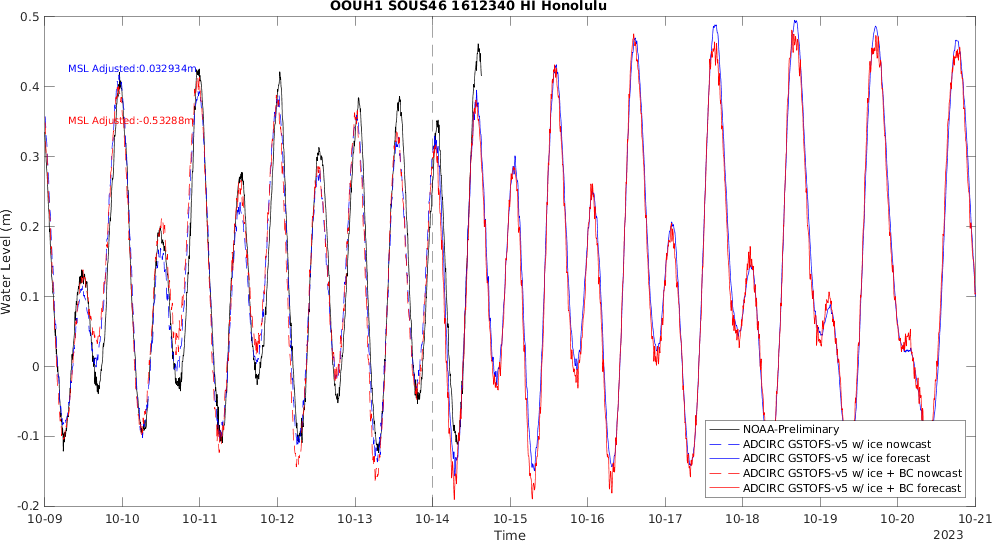 OOUH1 SOUS46 1612340 HI Honolulu
MSL Adjusted:0.032934m
MSL Adjusted:-0.53288m
Water Level (m)
0.5
0.4
0.3
0.2
0.1
0
-0.1
-0.2
NOAA-Preliminary
ADCIRC GSTOFS-v5 w/ ice nowcast
ADCIRC GSTOFS-v5 w/ ice forecast
ADCIRC GSTOFS-v5 w/ ice + BC nowcast
ADCIRC GSTOFS-v5 w/ ice + BC forecast
10-09 10-10 10-11 10-12 10-13 10-14 10-15 10-16 10-17 10-18 10-19 10-20 10-21
Time
2023